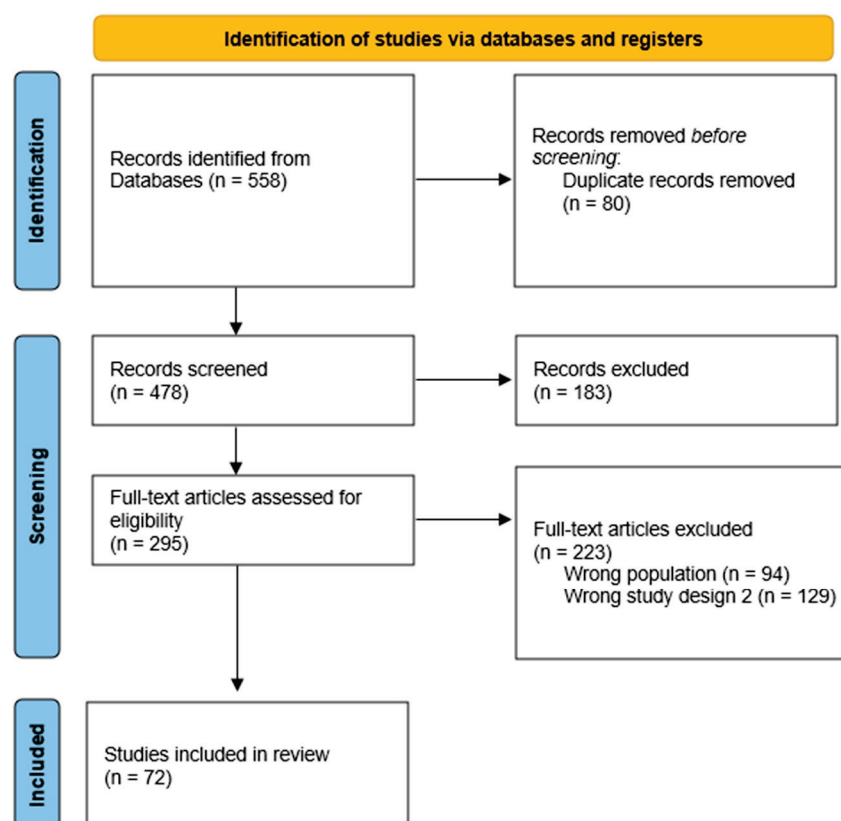 Identification of studies via databases and registers
Identification
Records identified from
Databases (n = 558)
Records removed before
screening:
Duplicate records removed
(n = 80)
Screening
Records screened
(n = 478)
Records excluded
(n = 183)
Full-text articles assessed for
eligibility
(n = 295)
Full-text articles excluded
(n = 223)
Wrong population (n = 94)
Wrong study design 2 (n = 129)
Included
Studies included in review
(n = 72)